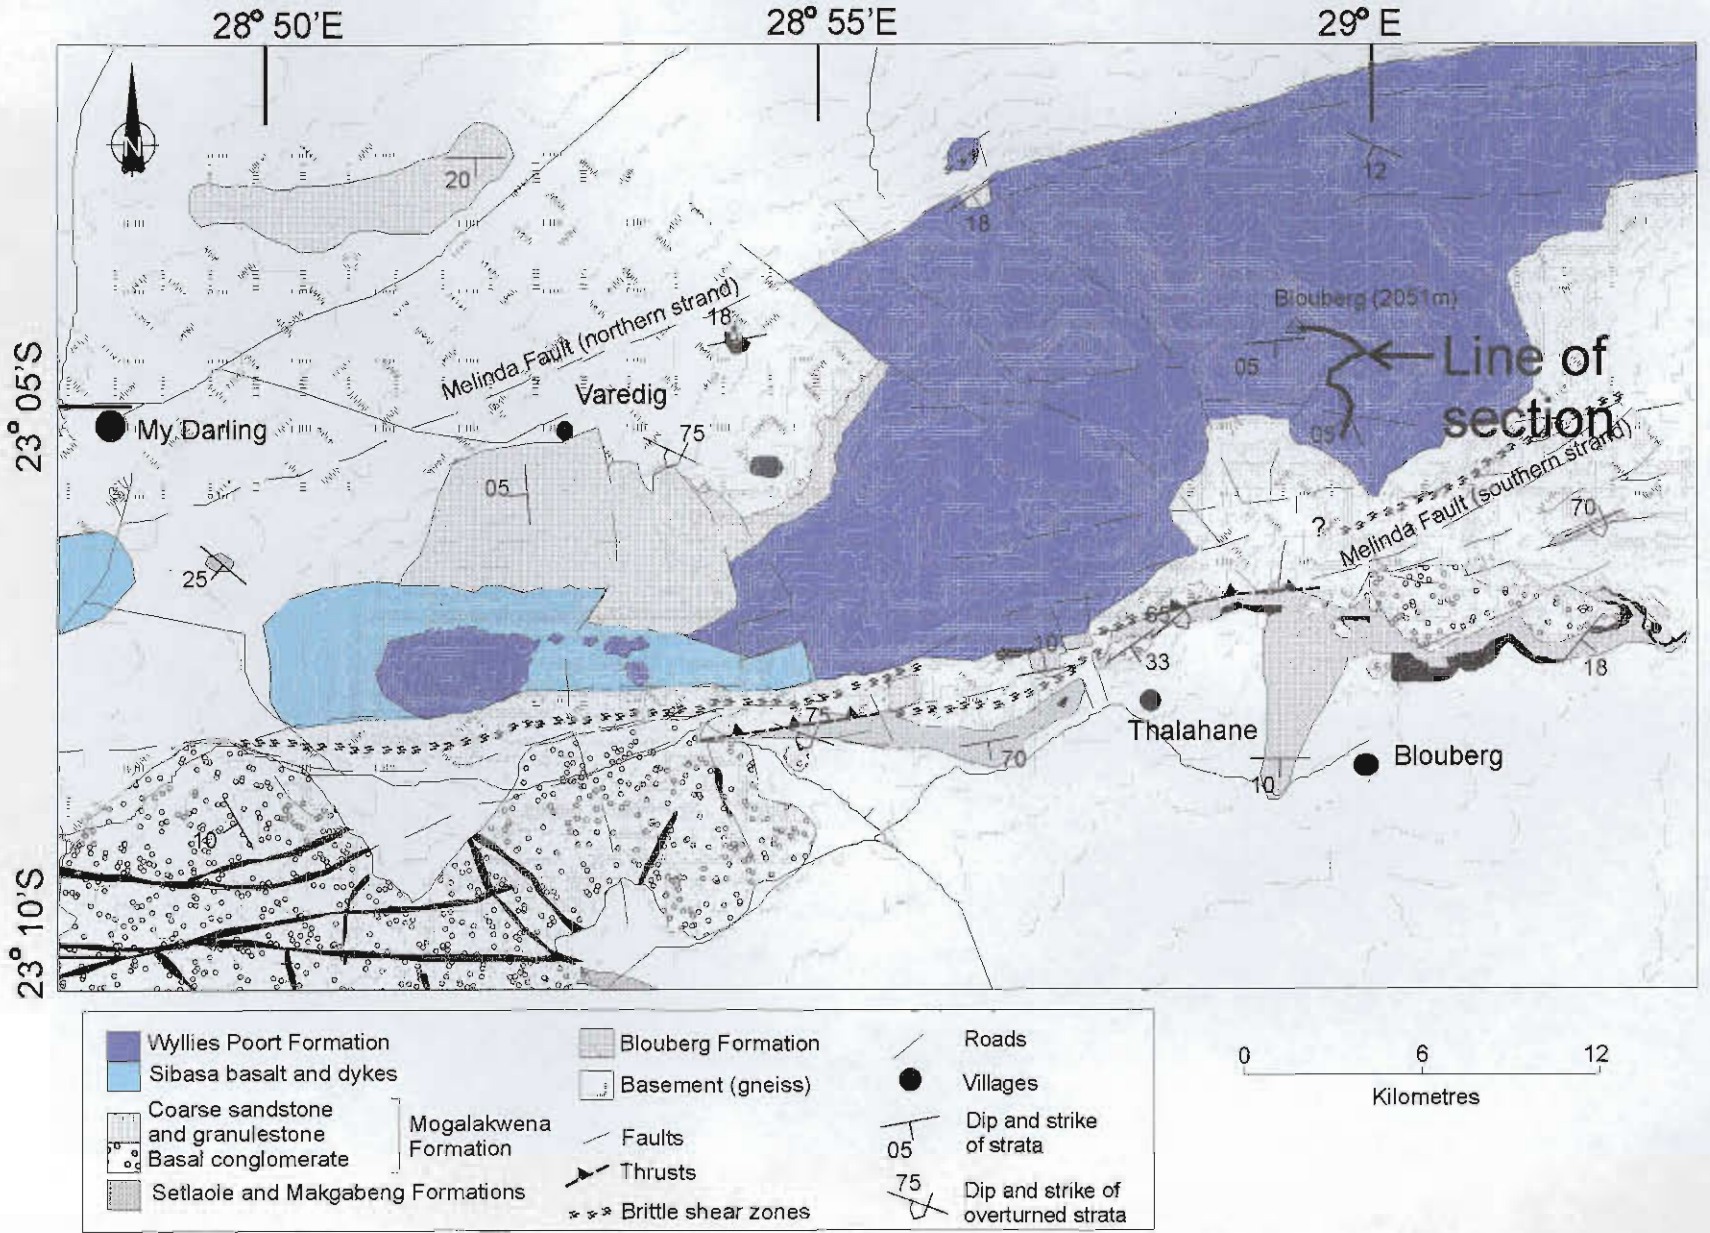 28° 50'E
28° 55'E
29° E
N
20
12
18
Blouberg (2051m)
Melinda Fault (northern strand)
18
05
Line of
section
23° 05'S
Varedig
My Darling
75
05
05
Melinda Fault (southern strand)
70
?
25
65
10
33
18
75
Thalahane
70
Blouberg
10
10
23° 10'S
Wyllies Poort Formation
Sibasa basalt and dykes
Coarse sandstone
and granulestone
Basal conglomerate
Mogalakwena
Formation
Setlaole and Makgabeng Formations
Blouberg Formation
Basement (gneiss)
Faults
Thrusts
Brittle shear zones
Roads
Villages
05
Dip and strike
of strata
75
Dip and strike of
overturned strata
0
6
12
Kilometres